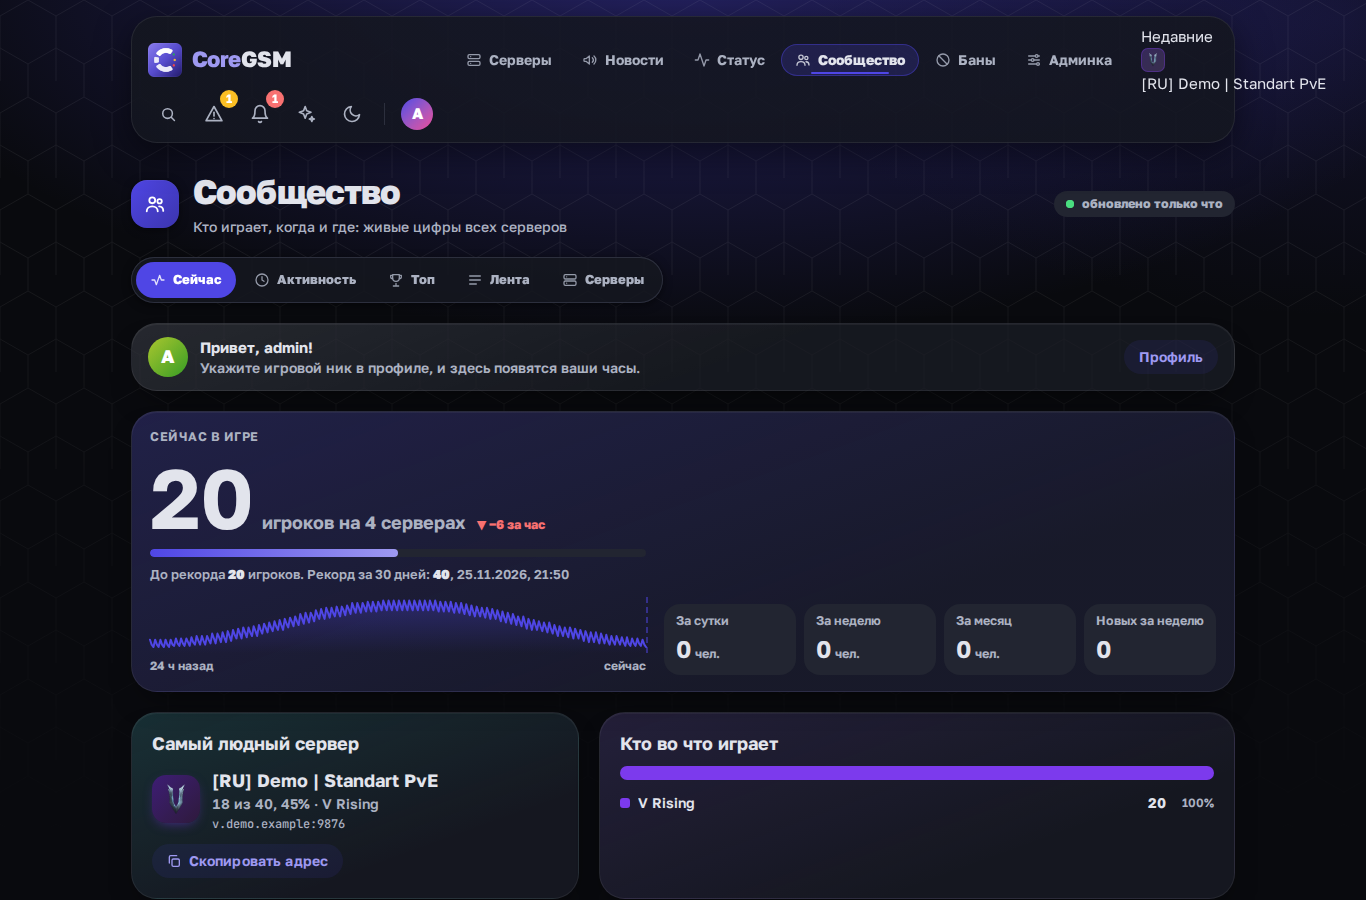 CoreGSM
Серверы
Новости
Статус
Сообщество
Баны
Админка
Недавние
[RU] Demo | Standart PvE
1
1
A
Сообщество
Кто играет, когда и где: живые цифры всех серверов
обновлено только что
Сейчас
Активность
Топ
Лента
Серверы
A
Привет, admin!
Укажите игровой ник в профиле, и здесь появятся ваши часы.
Профиль
СЕЙЧАС В ИГРЕ
20 игроков на 4 серверах ▼ −6 за час
До рекорда 20 игроков. Рекорд за 30 дней: 40, 25.11.2026, 21:50
24 ч назад
сейчас
За сутки
0 чел.
За неделю
0 чел.
За месяц
0 чел.
Новых за неделю
0
Самый людный сервер
[RU] Demo | Standart PvE
18 из 40, 45% · V Rising
v.demo.example:9876
Скопировать адрес
Кто во что играет
V Rising
20
100%